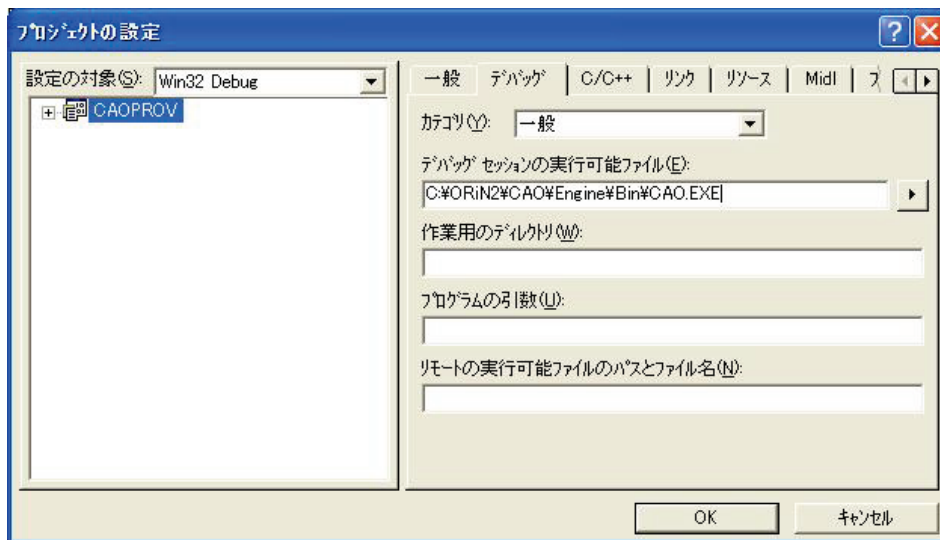 プロジェクトの設定
設定の対象(S): Win32 Debug
CAOPROV
一般 デバッグ C/C++ リンク リソース Midl
カテゴリ(Y): 一般
デバッグ セッションの実行可能ファイル(E):
C:¥ORiN2¥CAO¥Engine¥Bin¥CAO.EXE
作業用のディレクトリ(W):
プログラムの引数(U):
リモートの実行可能ファイルのパスとファイル名(N):
OK キャンセル